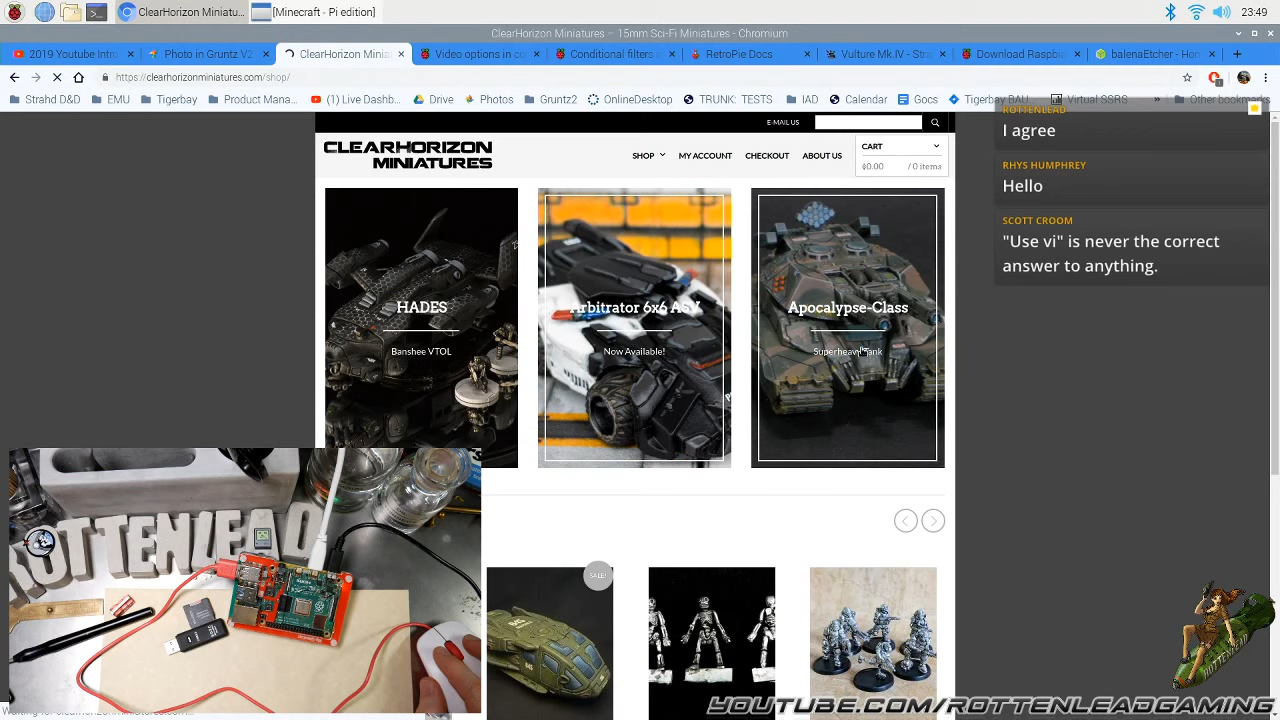 ClearHorizon Miniatu...
[Minecraft - Pi edition]
23:49
ClearHorizon Miniatures – 15mm Sci-Fi Miniatures - Chromium
2019 Youtube Intro
Photo in Gruntz V2
ClearHorizon Minia
Video options in co
Conditional filters
RetroPie Docs
Vulture Mk.IV - Stra
Download Raspbia
balenaEtcher - Hom
https://clearhorizonminiatures.com/shop/
Strahd D&D
EMU
Tigerbay
Product Mana...
(1) Live Dashb...
Drive
Photos
Gruntz2
OnlineDesktop
TRUNK: TESTS
IAD
Calendar
Docs
Tigerbay BAU...
Virtual SSRS
»
Other bookmarks
E-MAIL US
CLEARHORIZON
MINIATURES
SHOP
MY ACCOUNT
CHECKOUT
ABOUT US
CART
$0.00 / 0 items
HADES
Banshee VTOL
Arbitrator 6x6 ASV
Now Available!
Apocalypse-Class
Superheavy Tank
SALE!
ROTTENLEAD
I agree
RHYS HUMPHREY
Hello
SCOTT CROOM
"Use vi" is never the correct
answer to anything.
ROTTENLEAD
YOUTUBE.COM/ROTTENLEADGAMING